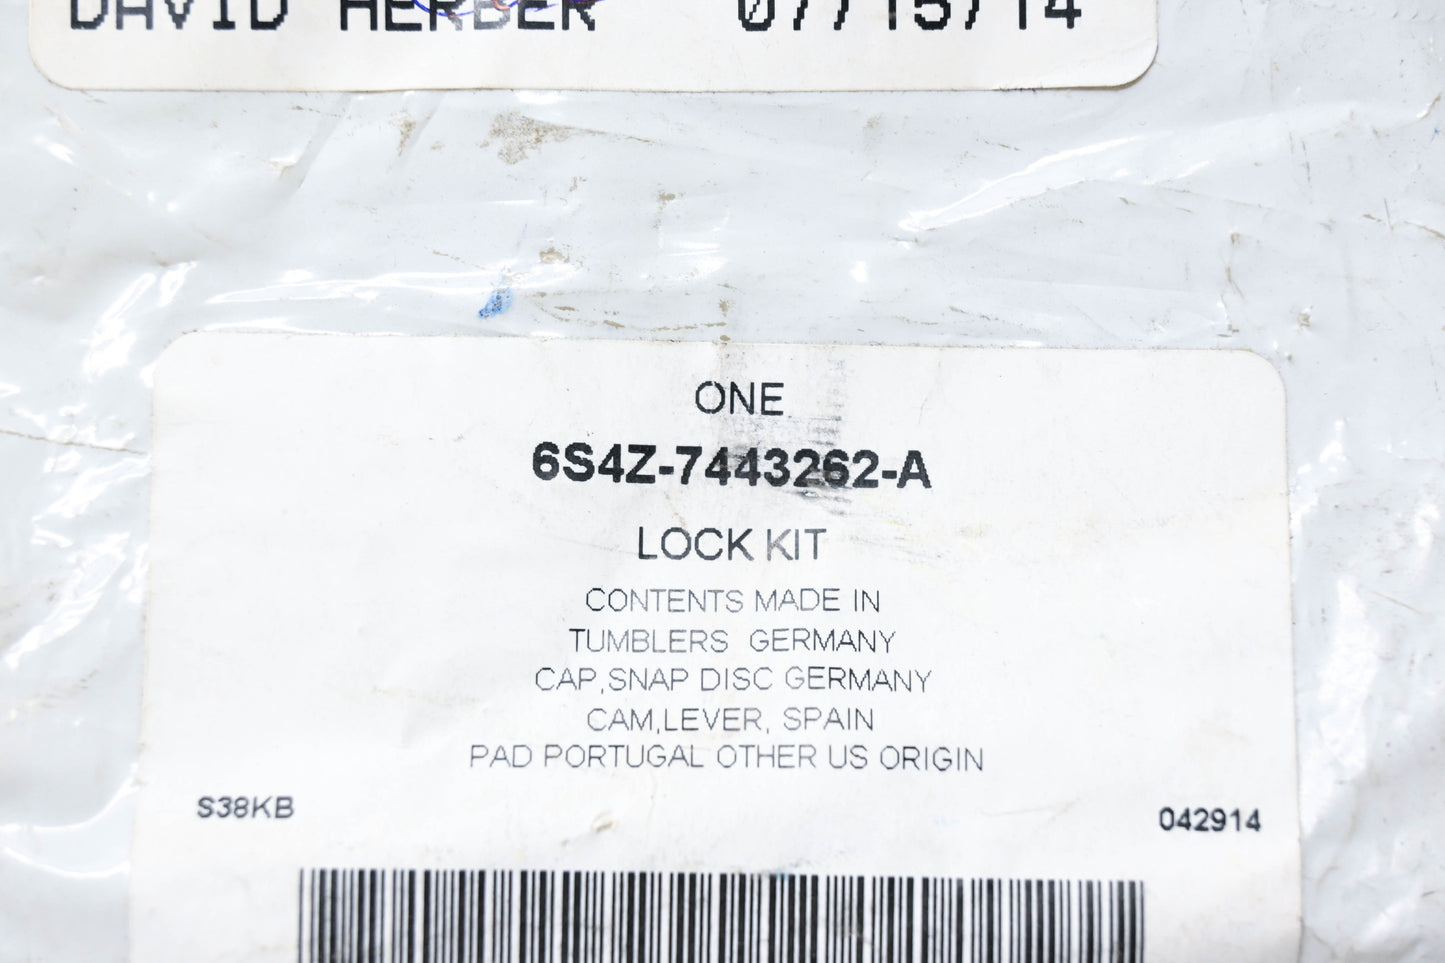 DAVID HERBER 07/15/14
ONE
6S4Z-7443262-A
LOCK KIT
CONTENTS MADE IN
TUMBLERS GERMANY
CAP,SNAP DISC GERMANY
CAM,LEVER, SPAIN
PAD PORTUGAL OTHER US ORIGIN
S38KB 042914